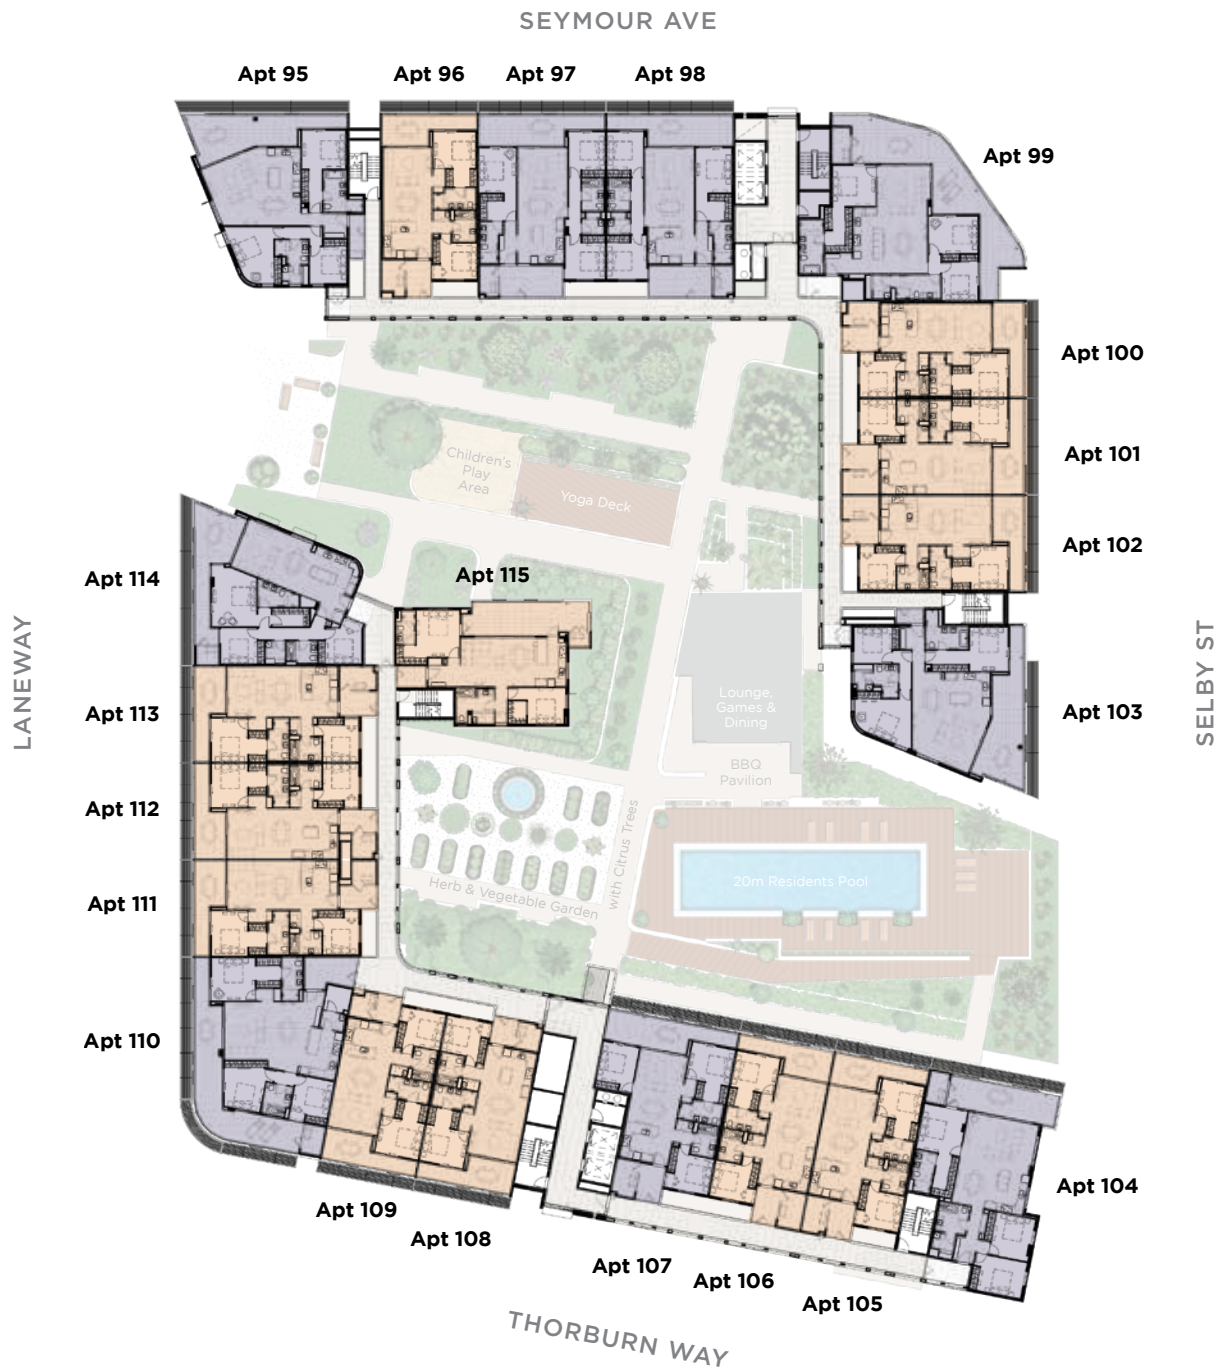 SEYMOUR AVE
Apt 95
Apt 96
Apt 97
Apt 98
Apt 99
Apt 100
Apt 101
Apt 102
Children's
Play
Area
Yoga Deck
Apt 114
Apt 115
LANEWAY
SELBY ST
Apt 113
Lounge,
Games &
Dining
Apt 103
BBQ
Pavilion
Apt 112
Apt 111
Herb & Vegetable Garden
with Citrus Trees
20m Residents Pool
Apt 110
Apt 109
Apt 108
Apt 107
Apt 106
Apt 105
Apt 104
THORBURN WAY